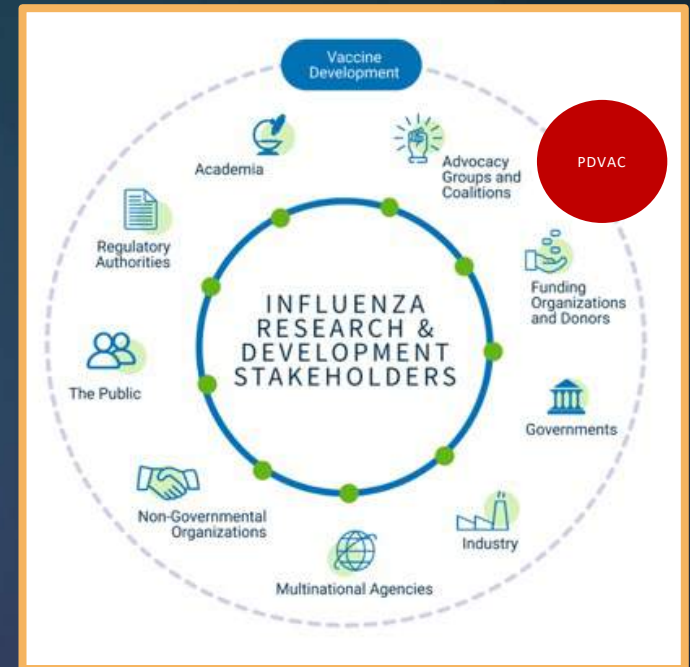 Vaccine
Development
Academia
Advocacy
Groups and
Coalitions
PDVAC
Regulatory
Authorities
Funding
Organizations
and Donors
INFLUENZA
RESEARCH &
DEVELOPMENT
STAKEHOLDERS
The Public
Governments
Non-Governmental
Organizations
Industry
Multinational Agencies